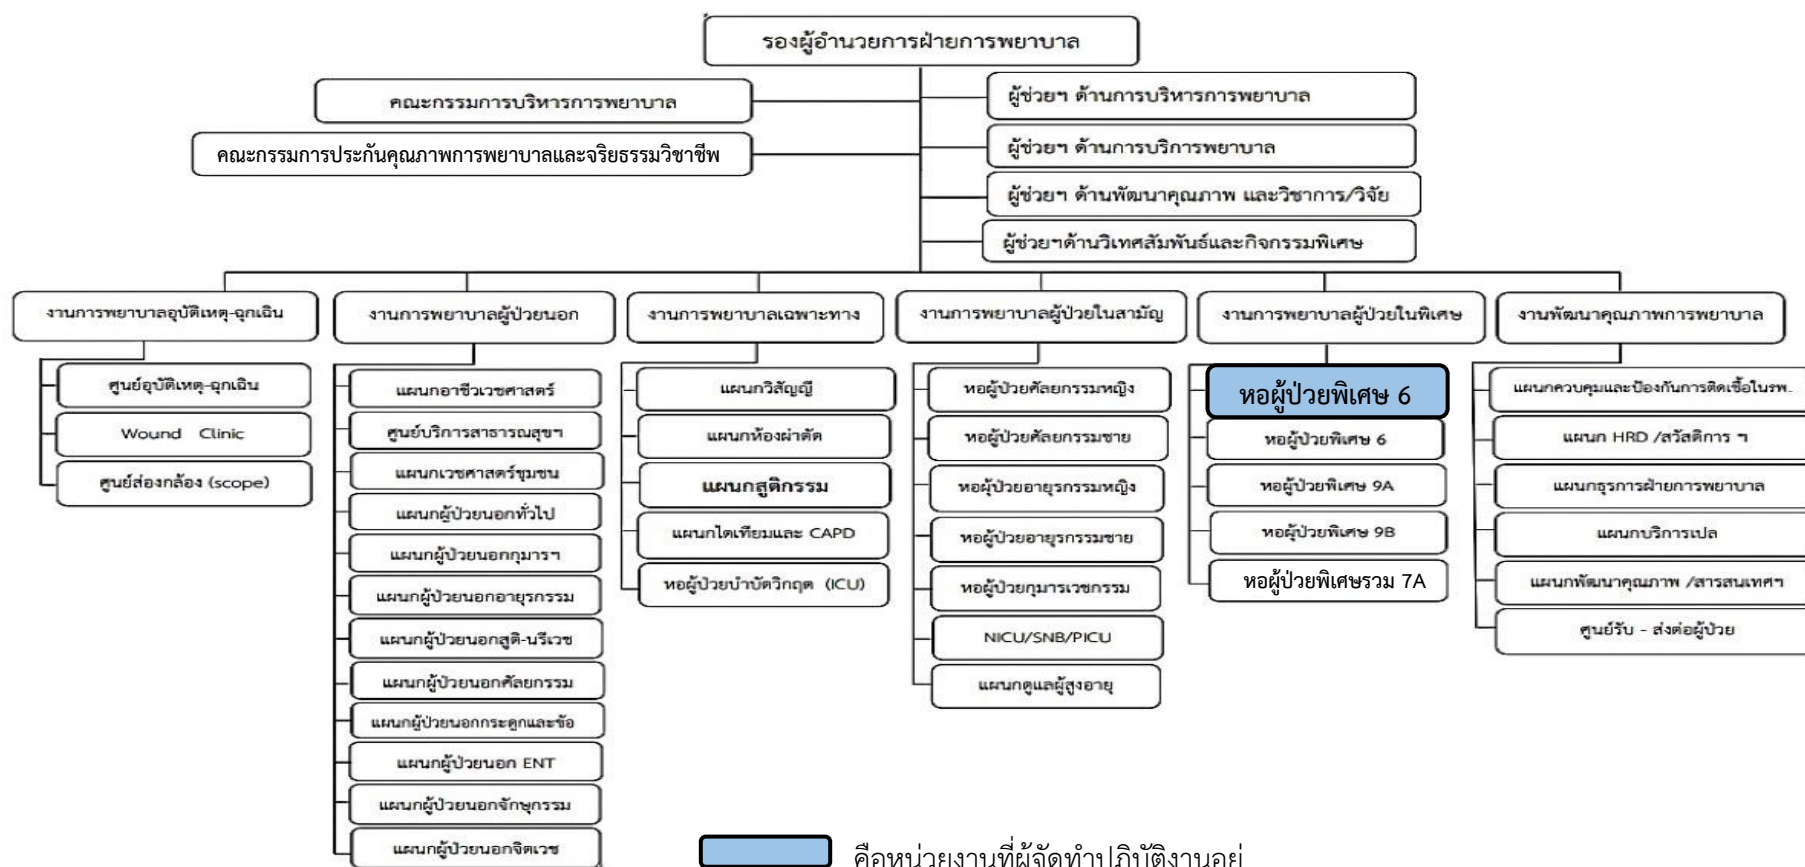 รองผู้อำนวยการฝ่ายการพยาบาล
คณะกรรมการบริหารการพยาบาล
คณะกรรมการประกันคุณภาพการพยาบาลและจริยธรรมวิชาชีพ
ผู้ช่วยฯ ด้านการบริหารการพยาบาล
ผู้ช่วยฯ ด้านการบริการพยาบาล
ผู้ช่วยฯ ด้านพัฒนาคุณภาพ และวิชาการ/วิจัย
ผู้ช่วยฯด้านวิเทศสัมพันธ์และกิจกรรมพิเศษ
งานการพยาบาลอุบัติเหตุ-ฉุกเฉิน
ศูนย์อุบัติเหตุ-ฉุกเฉิน
Wound Clinic
ศูนย์ส่องกล้อง (scope)
งานการพยาบาลผู้ป่วยนอก
แผนกอาชีวเวชศาสตร์
ศูนย์บริการสาธารณสุขฯ
แผนกเวชศาสตร์ชุมชน
แผนกผู้ป่วยนอกทั่วไป
แผนกผู้ป่วยนอกกุมารฯ
แผนกผู้ป่วยนอกอายุรกรรม
แผนกผู้ป่วยนอกสูติ-นรีเวช
แผนกผู้ป่วยนอกศัลยกรรม
แผนกผู้ป่วยนอกกระดูกและข้อ
แผนกผู้ป่วยนอก ENT
แผนกผู้ป่วยนอกจักษุกรรม
แผนกผู้ป่วยนอกจิตเวช
งานการพยาบาลเฉพาะทาง
แผนกวิสัญญี
แผนกห้องผ่าตัด
แผนกสูติกรรม
แผนกไตเทียมและ CAPD
หอผู้ป่วยบำบัดวิกฤต (ICU)
งานการพยาบาลผู้ป่วยในสามัญ
หอผู้ป่วยศัลยกรรมหญิง
หอผู้ป่วยศัลยกรรมชาย
หอผู้ป่วยอายุรกรรมหญิง
หอผู้ป่วยอายุรกรรมชาย
หอผู้ป่วยกุมารเวชกรรม
NICU/SNB/PICU
แผนกดูแลผู้สูงอายุ
งานการพยาบาลผู้ป่วยในพิเศษ
หอผู้ป่วยพิเศษ 6
หอผู้ป่วยพิเศษ 6
หอผู้ป่วยพิเศษ 9A
หอผู้ป่วยพิเศษ 9B
หอผู้ป่วยพิเศษรวม 7A
งานพัฒนาคุณภาพการพยาบาล
แผนกควบคุมและป้องกันการติดเชื้อในรพ.
แผนก HRD /สวัสดิการ ฯ
แผนกธุรการฝ่ายการพยาบาล
แผนกบริการเปล
แผนกพัฒนาคุณภาพ /สารสนเทศฯ
ศูนย์รับ - ส่งต่อผู้ป่วย
คือหน่วยงานที่ผู้จัดทำปฏิบัติงานอยู่